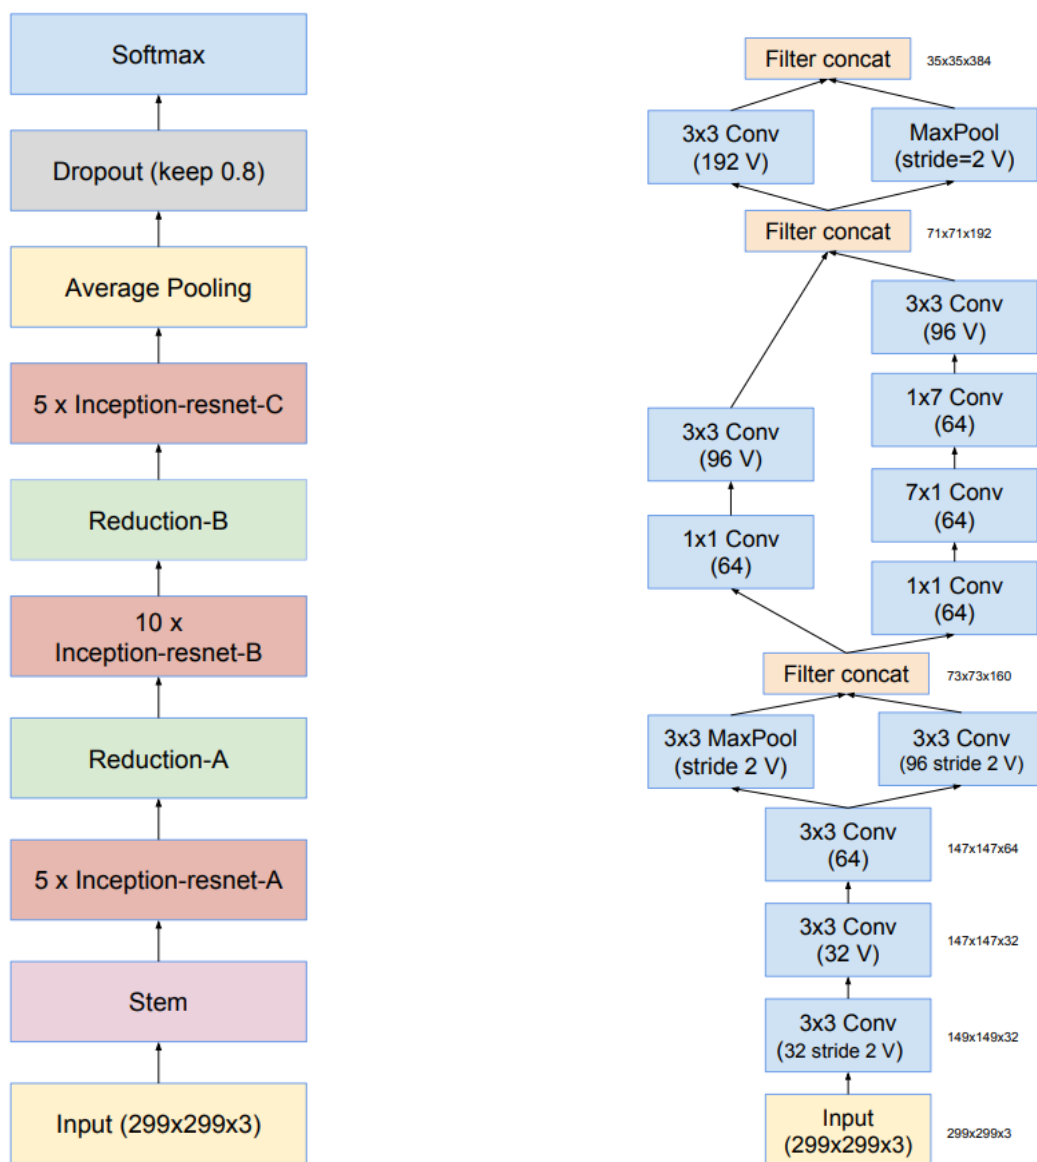 Softmax
Dropout (keep 0.8)
Average Pooling
5 x Inception-resnet-C
Reduction-B
10 x
Inception-resnet-B
Reduction-A
5 x Inception-resnet-A
Stem
Input (299x299x3)
Filter concat
35x35x384
3x3 Conv
(192 V)
MaxPool
(stride=2 V)
Filter concat
71x71x192
3x3 Conv
(96 V)
1x7 Conv
(64)
3x3 Conv
(96 V)
7x1 Conv
(64)
1x1 Conv
(64)
1x1 Conv
(64)
Filter concat
73x73x160
3x3 MaxPool
(stride 2 V)
3x3 Conv
(96 stride 2 V)
3x3 Conv
(64)
147x147x64
3x3 Conv
(32 V)
147x147x32
3x3 Conv
(32 stride 2 V)
149x149x32
Input
(299x299x3)
299x299x3